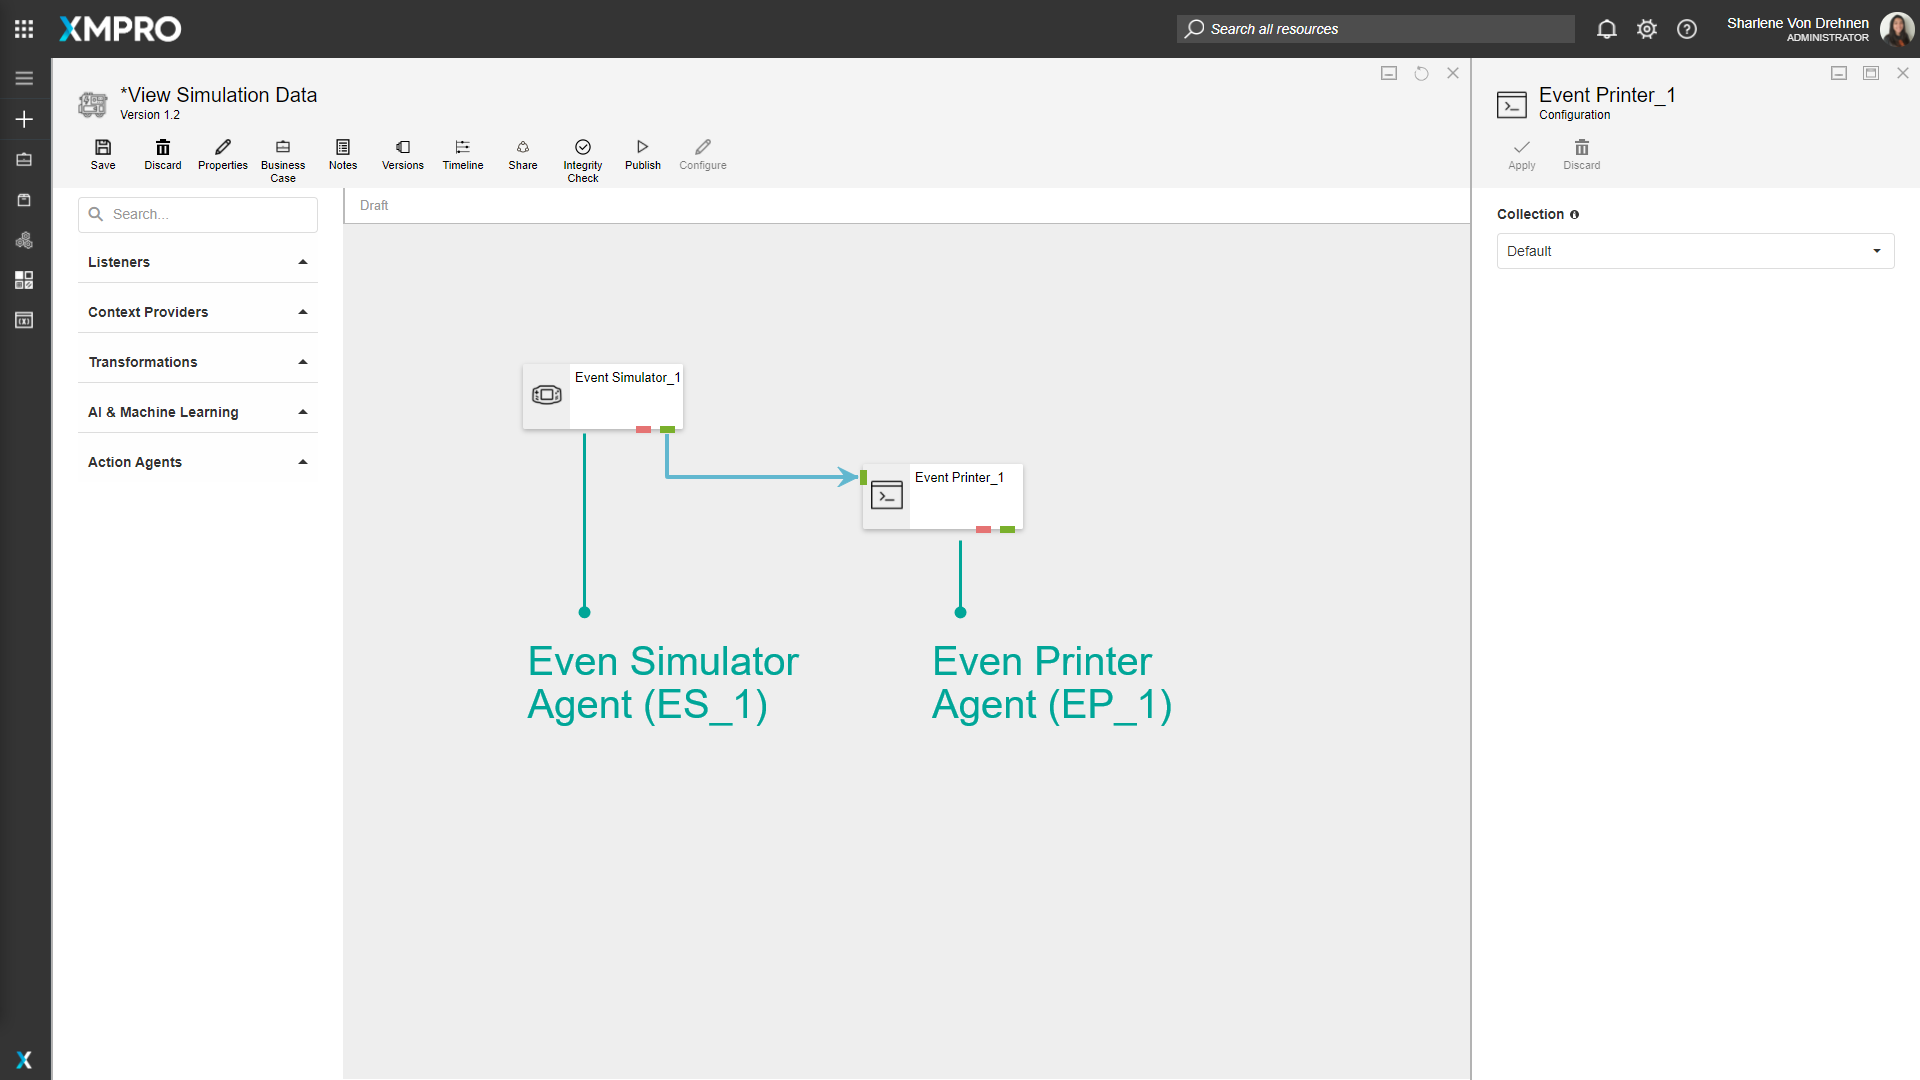 XMPRO
Search all resources
Sharlene Von Drehnen
ADMINISTRATOR
*View Simulation Data
Version 1.2
Save
Discard
Properties
Business
Case
Notes
Versions
Timeline
Share
Integrity
Check
Publish
Configure
Event Printer_1
Configuration
Apply
Discard
Search...
Listeners
Context Providers
Transformations
AI & Machine Learning
Action Agents
Draft
Event Simulator_1
Event Printer_1
Even Simulator
Agent (ES_1)
Even Printer
Agent (EP_1)
Collection
Default